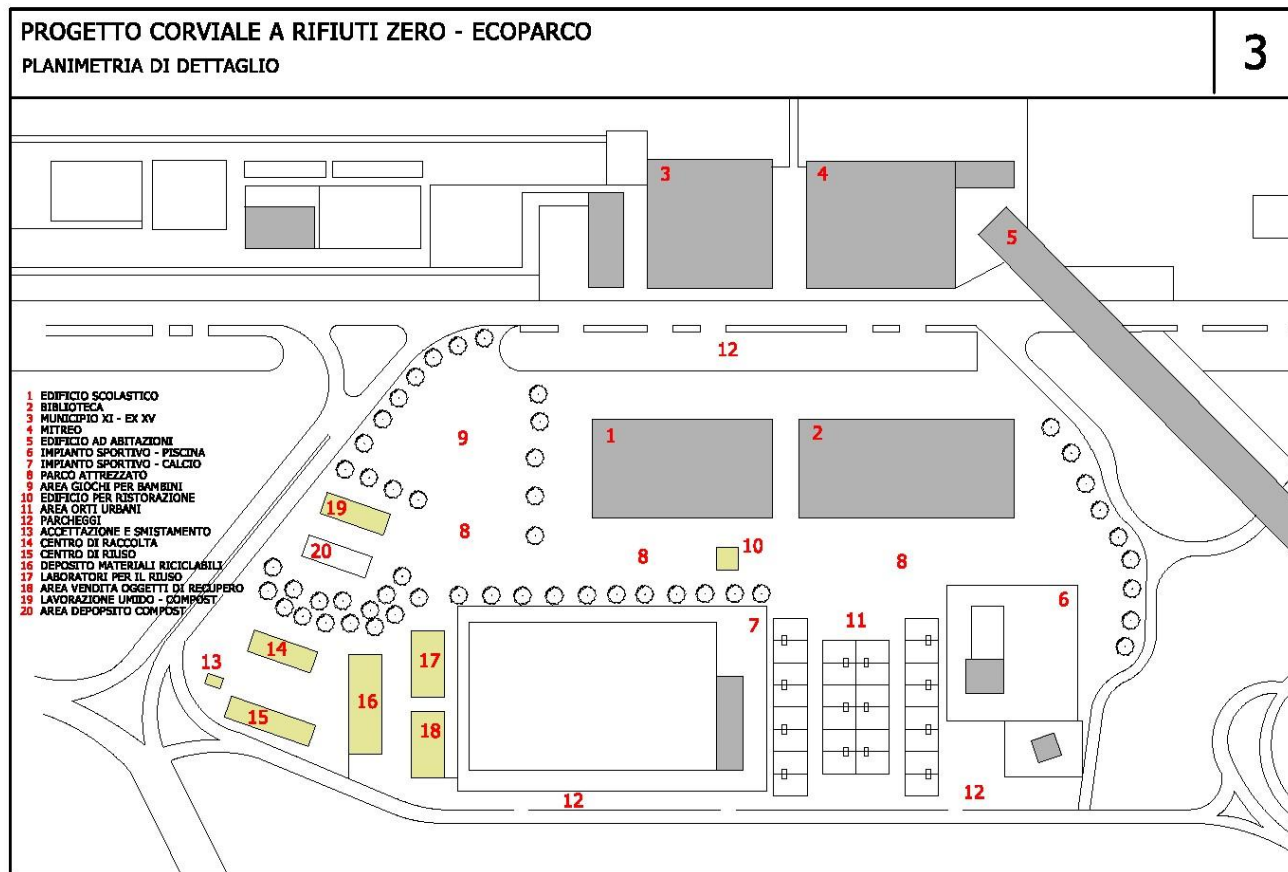 PROGETTO CORVIALE A RIFIUTI ZERO - ECOPARCO
PLANIMETRIA DI DETTAGLIO
3
3
4
5
12
1 EDIFICIO SCOLASTICO
2 BIBLIOTECA
3 MUNICIPIO XI - EX XV
4 MITREO
5 EDIFICIO AD ABITAZIONI
6 IMPIANTO SPORTIVO - PISCINA
7 IMPIANTO SPORTIVO - CALCIO
8 PARCO ATTREZZATO
9 AREA GIOCHI PER BAMBINI
10 EDIFICIO PER RISTORAZIONE
11 AREA ORTI URBANI
12 PARCHEGGI
13 ACCETTAZIONE E SMISTAMENTO
14 CENTRO DI RACCOLTA
15 CENTRO DI RIUSO
16 DEPOSITO MATERIALI RICICLABILI
17 LABORATORI PER IL RIUSO
18 AREA VENDITA OGGETTI DI RECUPERO
19 LAVORAZIONE UMIDO - COMPOST
20 AREA DEPOPSITO COMPOST
9
1
2
19
8
20
8
10
8
6
7
11
14
13
17
16
15
18
12
12